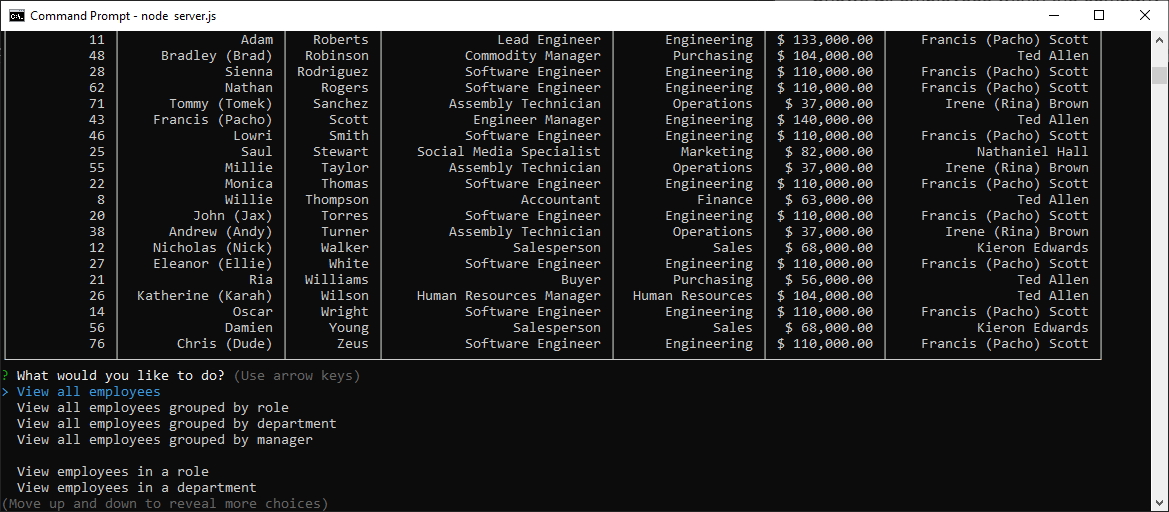 Command Prompt - node server.js
11 Adam Roberts Lead Engineer Engineering $ 133,000.00 Francis (Pacho) Scott
48 Bradley (Brad) Robinson Commodity Manager Purchasing $ 104,000.00 Ted Allen
28 Sienna Rodriguez Software Engineer Engineering $ 110,000.00 Francis (Pacho) Scott
62 Nathan Rogers Software Engineer Engineering $ 110,000.00 Francis (Pacho) Scott
71 Tommy (Tomek) Sanchez Assembly Technician Operations $ 37,000.00 Irene (Rina) Brown
43 Francis (Pacho) Scott Engineer Manager Engineering $ 140,000.00 Ted Allen
46 Lowri Smith Software Engineer Engineering $ 110,000.00 Francis (Pacho) Scott
25 Saul Stewart Social Media Specialist Marketing $ 82,000.00 Nathaniel Hall
55 Millie Taylor Assembly Technician Operations $ 37,000.00 Irene (Rina) Brown
22 Monica Thomas Software Engineer Engineering $ 110,000.00 Francis (Pacho) Scott
8 Willie Thompson Accountant Finance $ 63,000.00 Ted Allen
20 John (Jax) Torres Software Engineer Engineering $ 110,000.00 Francis (Pacho) Scott
38 Andrew (Andy) Turner Assembly Technician Operations $ 37,000.00 Irene (Rina) Brown
12 Nicholas (Nick) Walker Salesperson Sales $ 68,000.00 Kieron Edwards
27 Eleanor (Ellie) White Software Engineer Engineering $ 110,000.00 Francis (Pacho) Scott
21 Ria Williams Buyer Purchasing $ 56,000.00 Ted Allen
26 Katherine (Karah) Wilson Human Resources Manager Human Resources $ 104,000.00 Ted Allen
14 Oscar Wright Software Engineer Engineering $ 110,000.00 Francis (Pacho) Scott
56 Damien Young Salesperson Sales $ 68,000.00 Kieron Edwards
76 Chris (Dude) Zeus Software Engineer Engineering $ 110,000.00 Francis (Pacho) Scott
? What would you like to do? (Use arrow keys)
> View all employees
View all employees grouped by role
View all employees grouped by department
View all employees grouped by manager
View employees in a role
View employees in a department
(Move up and down to reveal more choices)